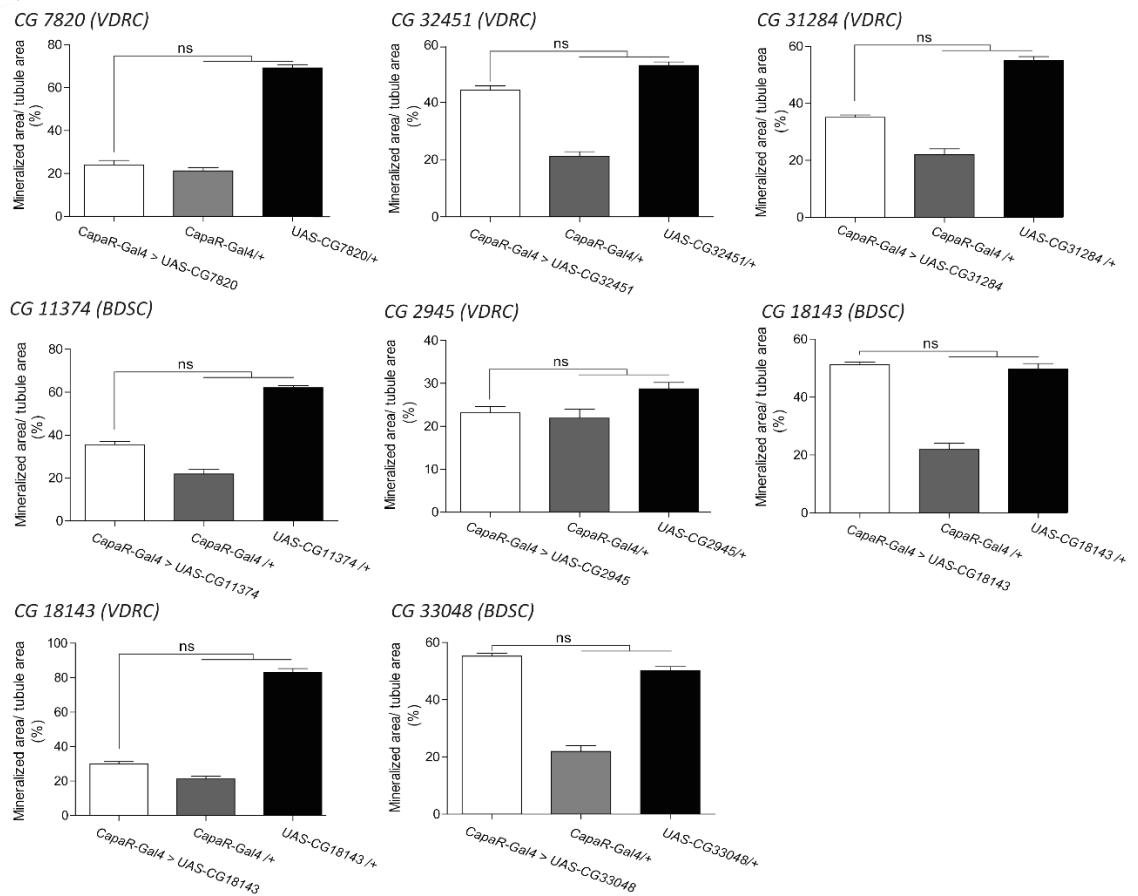 CG 7820 (VDRC)
ns
Mineralized area/ tubule area
(%)
80
60
40
20
0
CapaR-Gal4 > UAS-CG7820
CapaR-Gal4/+
UAS-CG7820/+
CG 32451 (VDRC)
ns
Mineralized area/ tubule area
(%)
60
40
20
0
CapaR-Gal4 > UAS-CG32451
CapaR-Gal4/+
UAS-CG32451/+
CG 31284 (VDRC)
ns
Mineralized area/ tubule area
(%)
60
40
20
0
CapaR-Gal4 > UAS-CG31284
CapaR-Gal4 /+
UAS-CG31284 /+
CG 11374 (BDSC)
ns
Mineralized area/ tubule area
(%)
80
60
40
20
0
CapaR-Gal4 > UAS-CG11374
CapaR-Gal4 /+
UAS-CG11374 /+
CG 2945 (VDRC)
ns
Mineralized area/ tubule area
(%)
40
30
20
10
0
CapaR-Gal4 > UAS-CG2945
CapaR-Gal4/+
UAS-CG2945/+
CG 18143 (BDSC)
ns
Mineralized area/ tubule area
(%)
60
40
20
0
CapaR-Gal4 > UAS-CG18143
CapaR-Gal4 /+
UAS-CG18143 /+
CG 18143 (VDRC)
ns
Mineralized area/ tubule area
(%)
100
80
60
40
20
0
CapaR-Gal4 > UAS-CG18143
CapaR-Gal4 /+
UAS-CG18143 /+
CG 33048 (BDSC)
ns
Mineralized area/ tubule area
(%)
60
40
20
0
CapaR-Gal4 > UAS-CG33048
CapaR-Gal4/+
UAS-CG33048/+